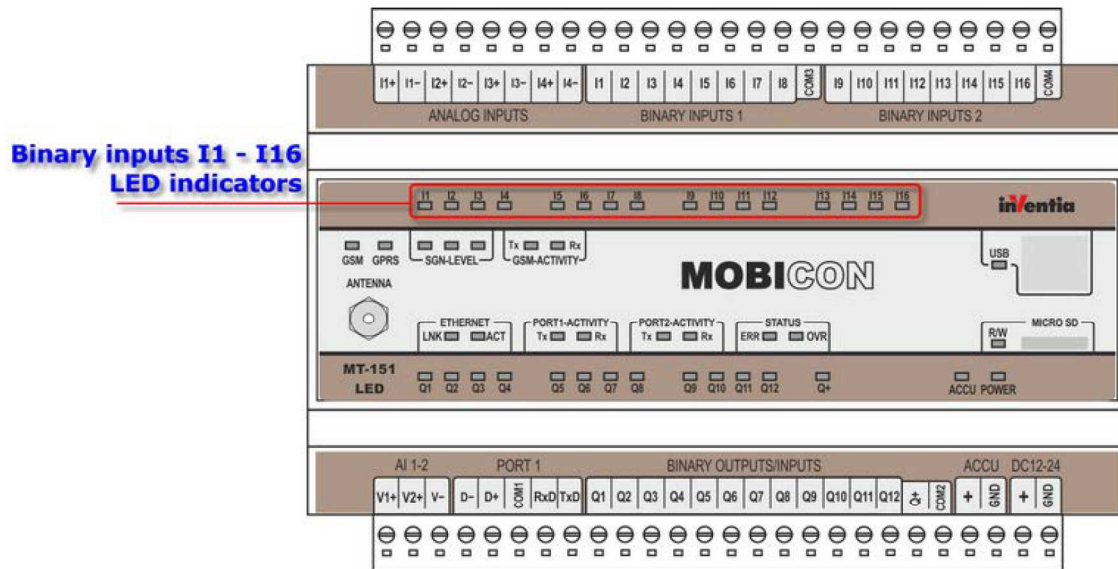 I1+ I1- I2+ I2- I3+ I3- I4+ I4- I1 I2 I3 I4 I5 I6 I7 I8 COM3 I9 I10 I11 I12 I13 I14 I15 I16 COM4
ANALOG INPUTS BINARY INPUTS 1 BINARY INPUTS 2
Binary inputs I1 - I16
LED indicators
I1 I2 I3 I4 I5 I6 I7 I8 I9 I10 I11 I12 I13 I14 I15 I16
inVentia
GSM GPRS SGN-LEVEL Tx Rx GSM-ACTIVITY
USB
MOBICON
ANTENNA
ETHERNET PORT1-ACTIVITY PORT2-ACTIVITY STATUS MICRO SD
LNK ACT Tx Rx Tx Rx ERR OVR R/W
MT-151
LED
Q1 Q2 Q3 Q4 Q5 Q6 Q7 Q8 Q9 Q10 Q11 Q12 Q+ ACCU POWER
AI 1-2 PORT 1 BINARY OUTPUTS/INPUTS ACCU DC12-24
V1+ V2+ V- D- D+ COM1 RxD TxD Q1 Q2 Q3 Q4 Q5 Q6 Q7 Q8 Q9 Q10 Q11 Q12 Q+ COM2 + GND + GND